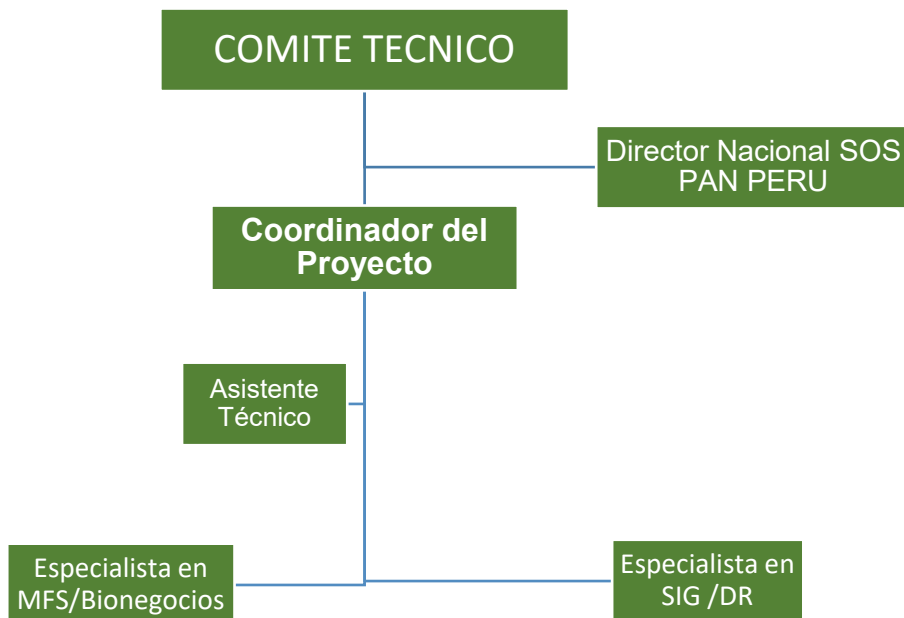 COMITE TECNICO
Director Nacional SOS
PAN PERU
Coordinador del
Proyecto
Asistente
Técnico
Especialista en
MFS/Bionegocios
Especialista en
SIG /DR